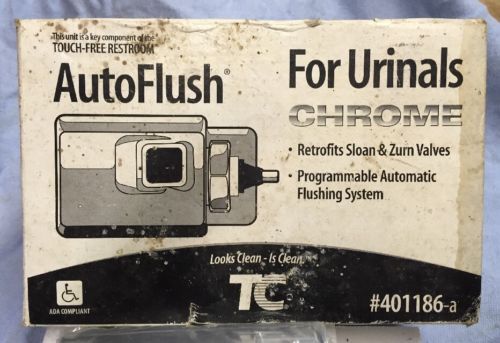 This unit is a key component of the
TOUCH-FREE RESTROOM
AutoFlush®
For Urinals
CHROME
• Retrofits Sloan & Zurn Valves
• Programmable Automatic
Flushing System
Looks Clean - Is Clean.
TC
ADA COMPLIANT
#401186-a